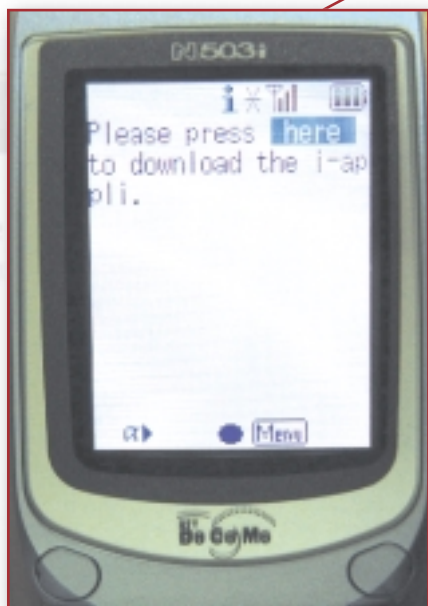 N503i
Please press here
to download the i-ap
pli.
Menu
DoCoMo